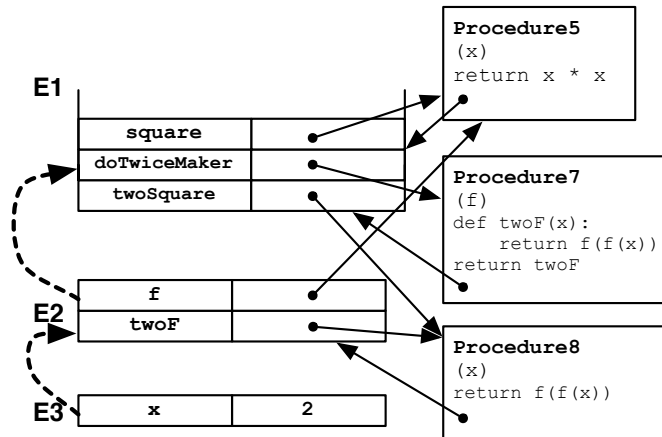 E1
square
doTwiceMaker
twoSquare
E2
f
twoF
E3
x 2
Procedure5
(x)
return x * x
Procedure7
(f)
def twoF(x):
return f(f(x))
return twoF
Procedure8
(x)
return f(f(x))